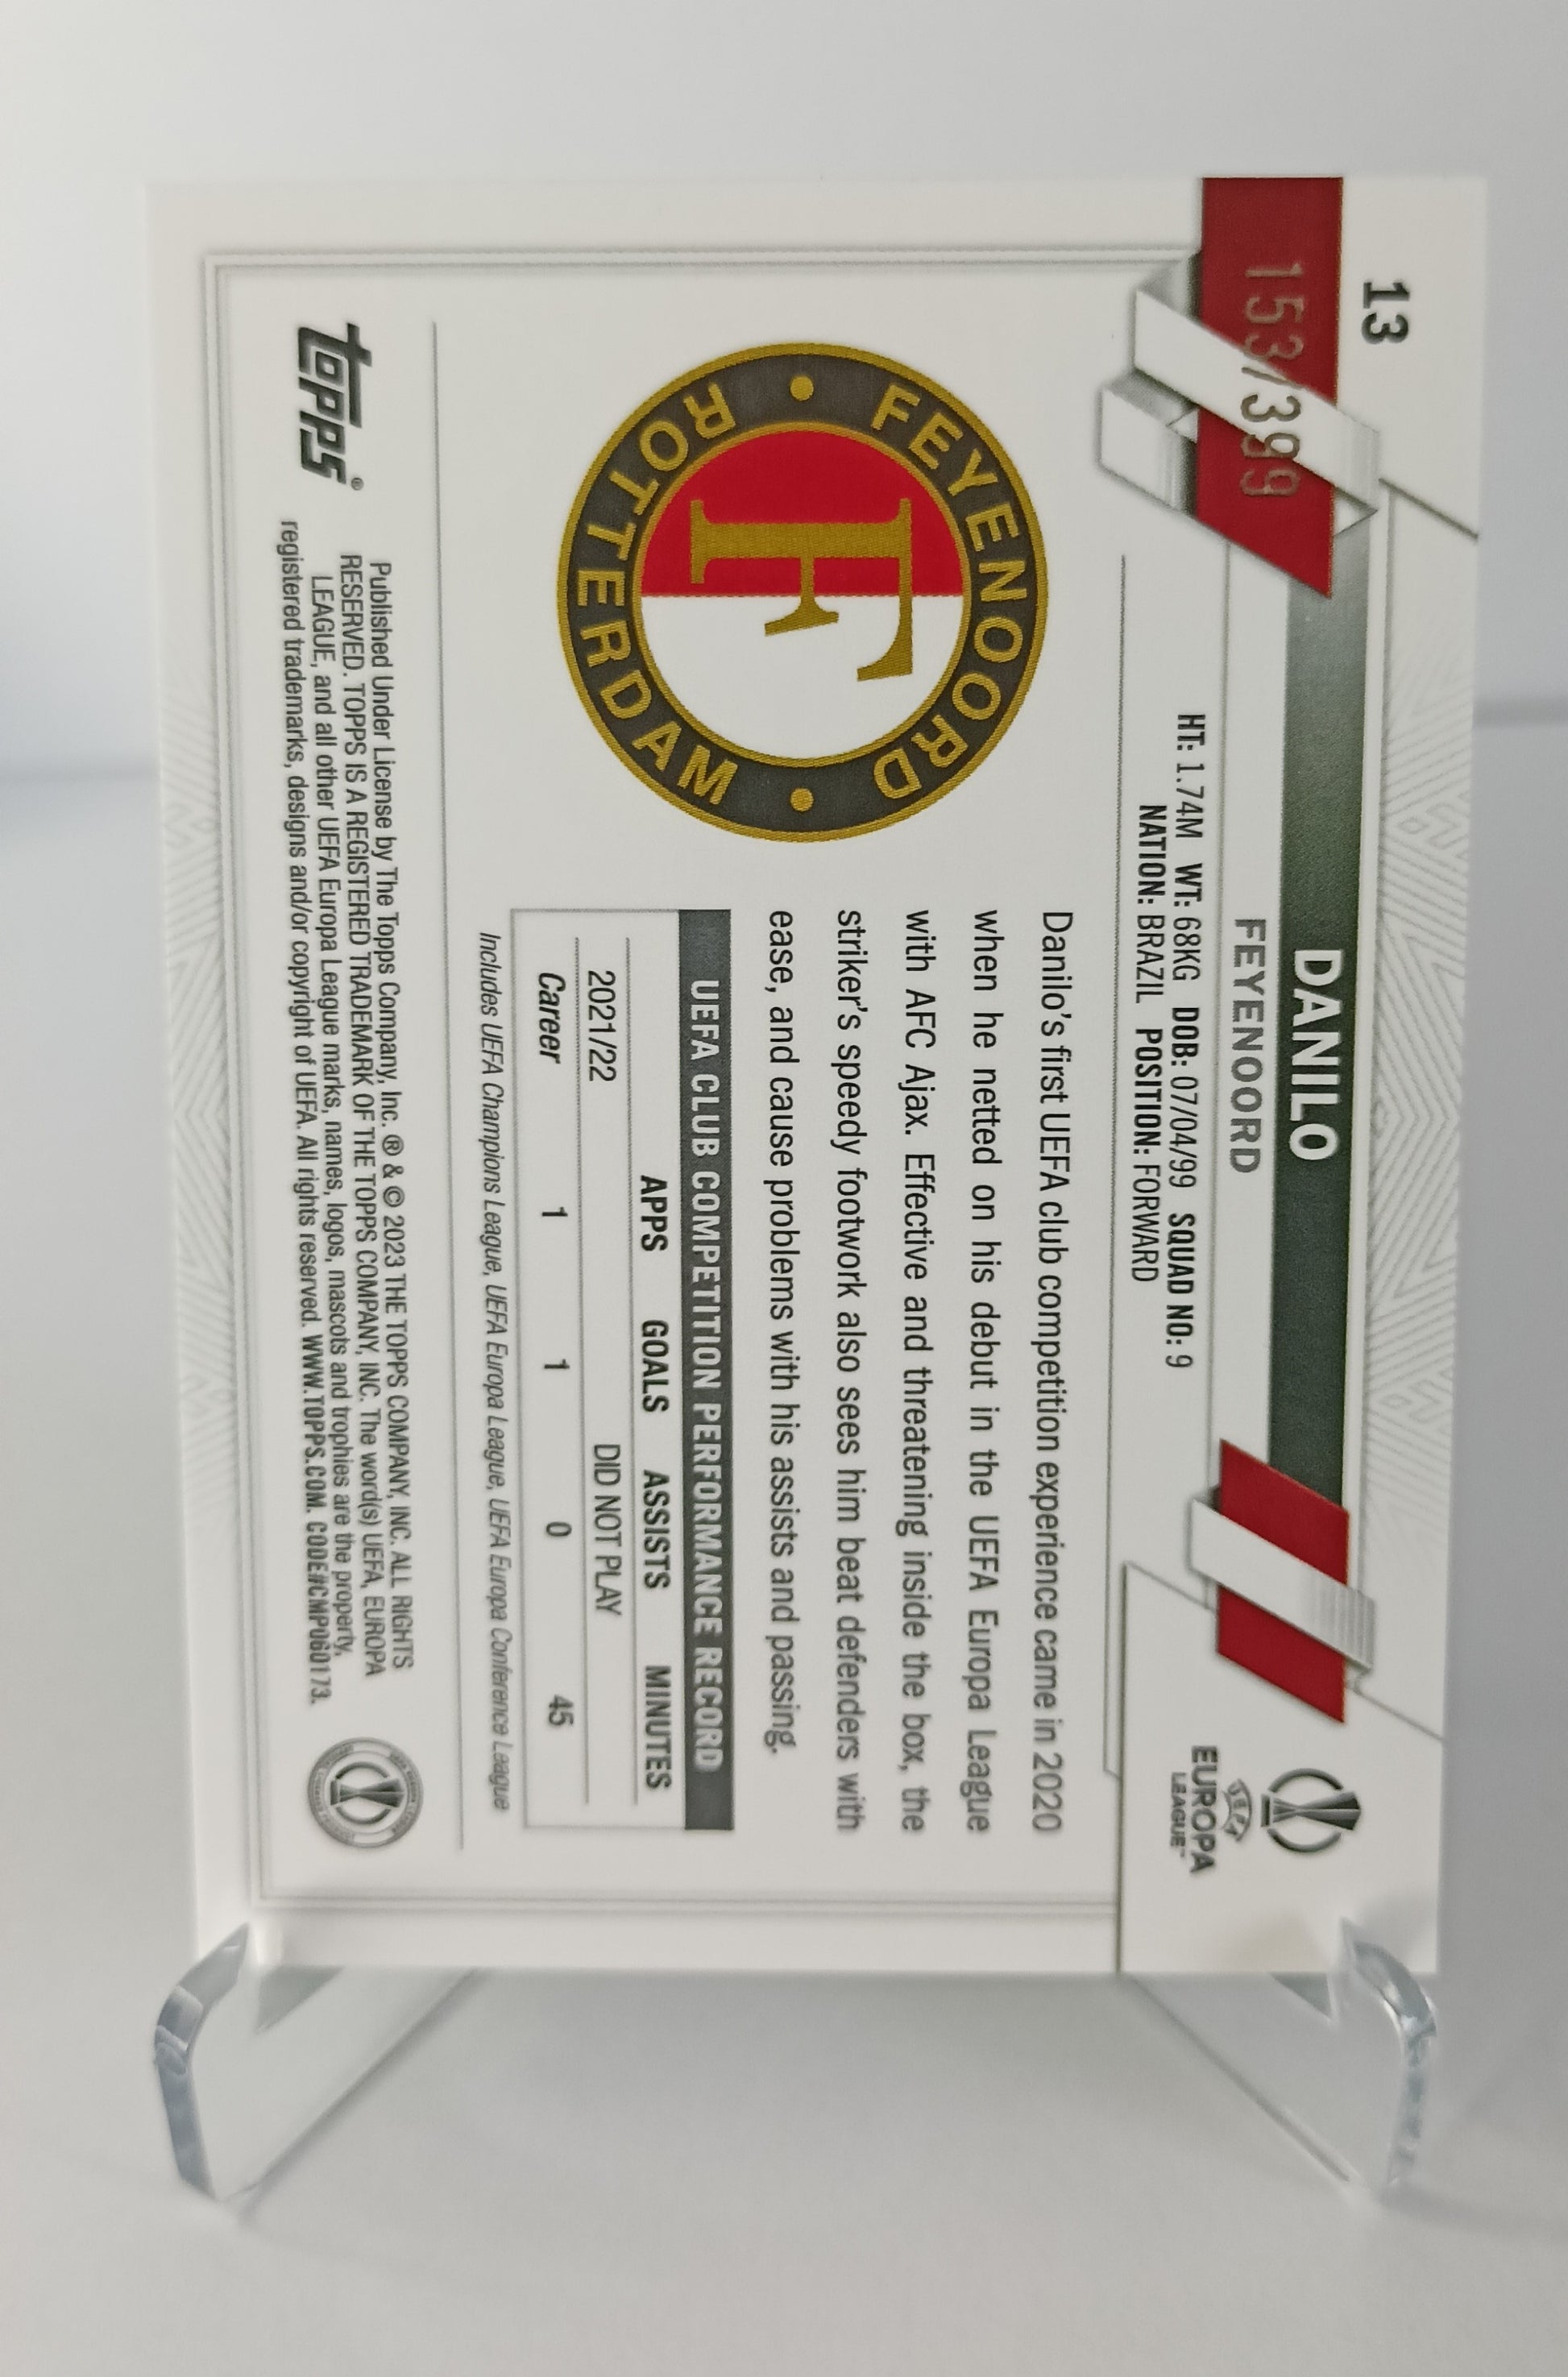 13
153/399
DANILO
FEYENOORD
HT: 1.74M WT: 68KG DOB: 07/04/99 SQUAD NO: 9
NATION: BRAZIL POSITION: FORWARD
UEFA
EUROPA
LEAGUE™
FEYENOORD
ROTTERDAM
F
Danilo's first UEFA club competition experience came in 2020
when he netted on his debut in the UEFA Europa League
with AFC Ajax. Effective and threatening inside the box, the
striker's speedy footwork also sees him beat defenders with
ease, and cause problems with his assists and passing.
UEFA CLUB COMPETITION PERFORMANCE RECORD
APPS GOALS ASSISTS MINUTES
2021/22 DID NOT PLAY
Career 1 1 0 45
Includes UEFA Champions League, UEFA Europa League, UEFA Europa Conference League
topps®
Published Under License by The Topps Company, Inc. ® & © 2023 THE TOPPS COMPANY, INC. ALL RIGHTS
RESERVED. TOPPS IS A REGISTERED TRADEMARK OF THE TOPPS COMPANY, INC. The word(s) UEFA, EUROPA
LEAGUE, and all other UEFA Europa League marks, names, logos, mascots and trophies are the property,
registered trademarks, designs and/or copyright of UEFA. All rights reserved. WWW.TOPPS.COM. CODE#CMP060173.